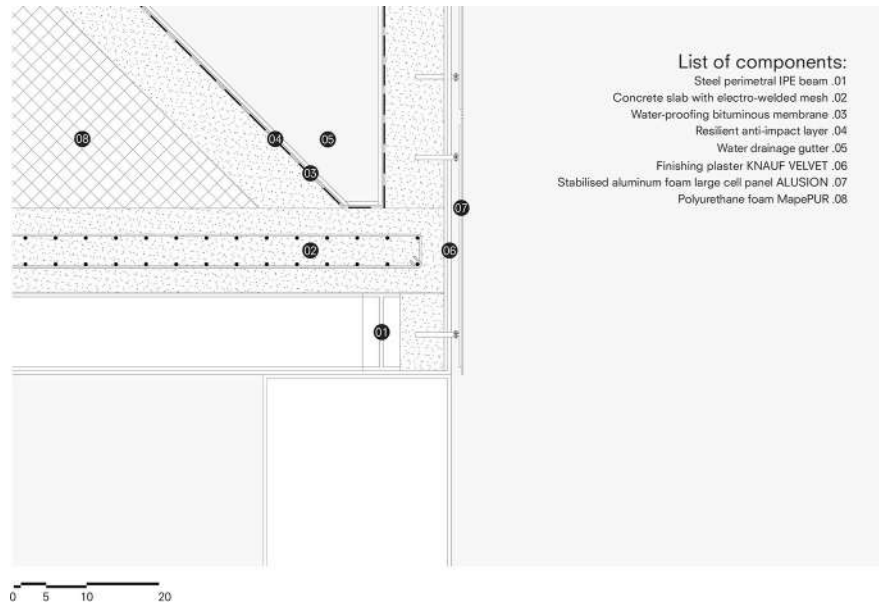 List of components:
Steel perimetral IPE beam .01
Concrete slab with electro-welded mesh .02
Water-proofing bituminous membrane .03
Resilient anti-impact layer .04
Water drainage gutter .05
Finishing plaster KNAUF VELVET .06
Stabilised aluminum foam large cell panel ALUSION .07
Polyurethane foam MapePUR .08
08
04
05
03
07
02
06
01
0 5 10 20